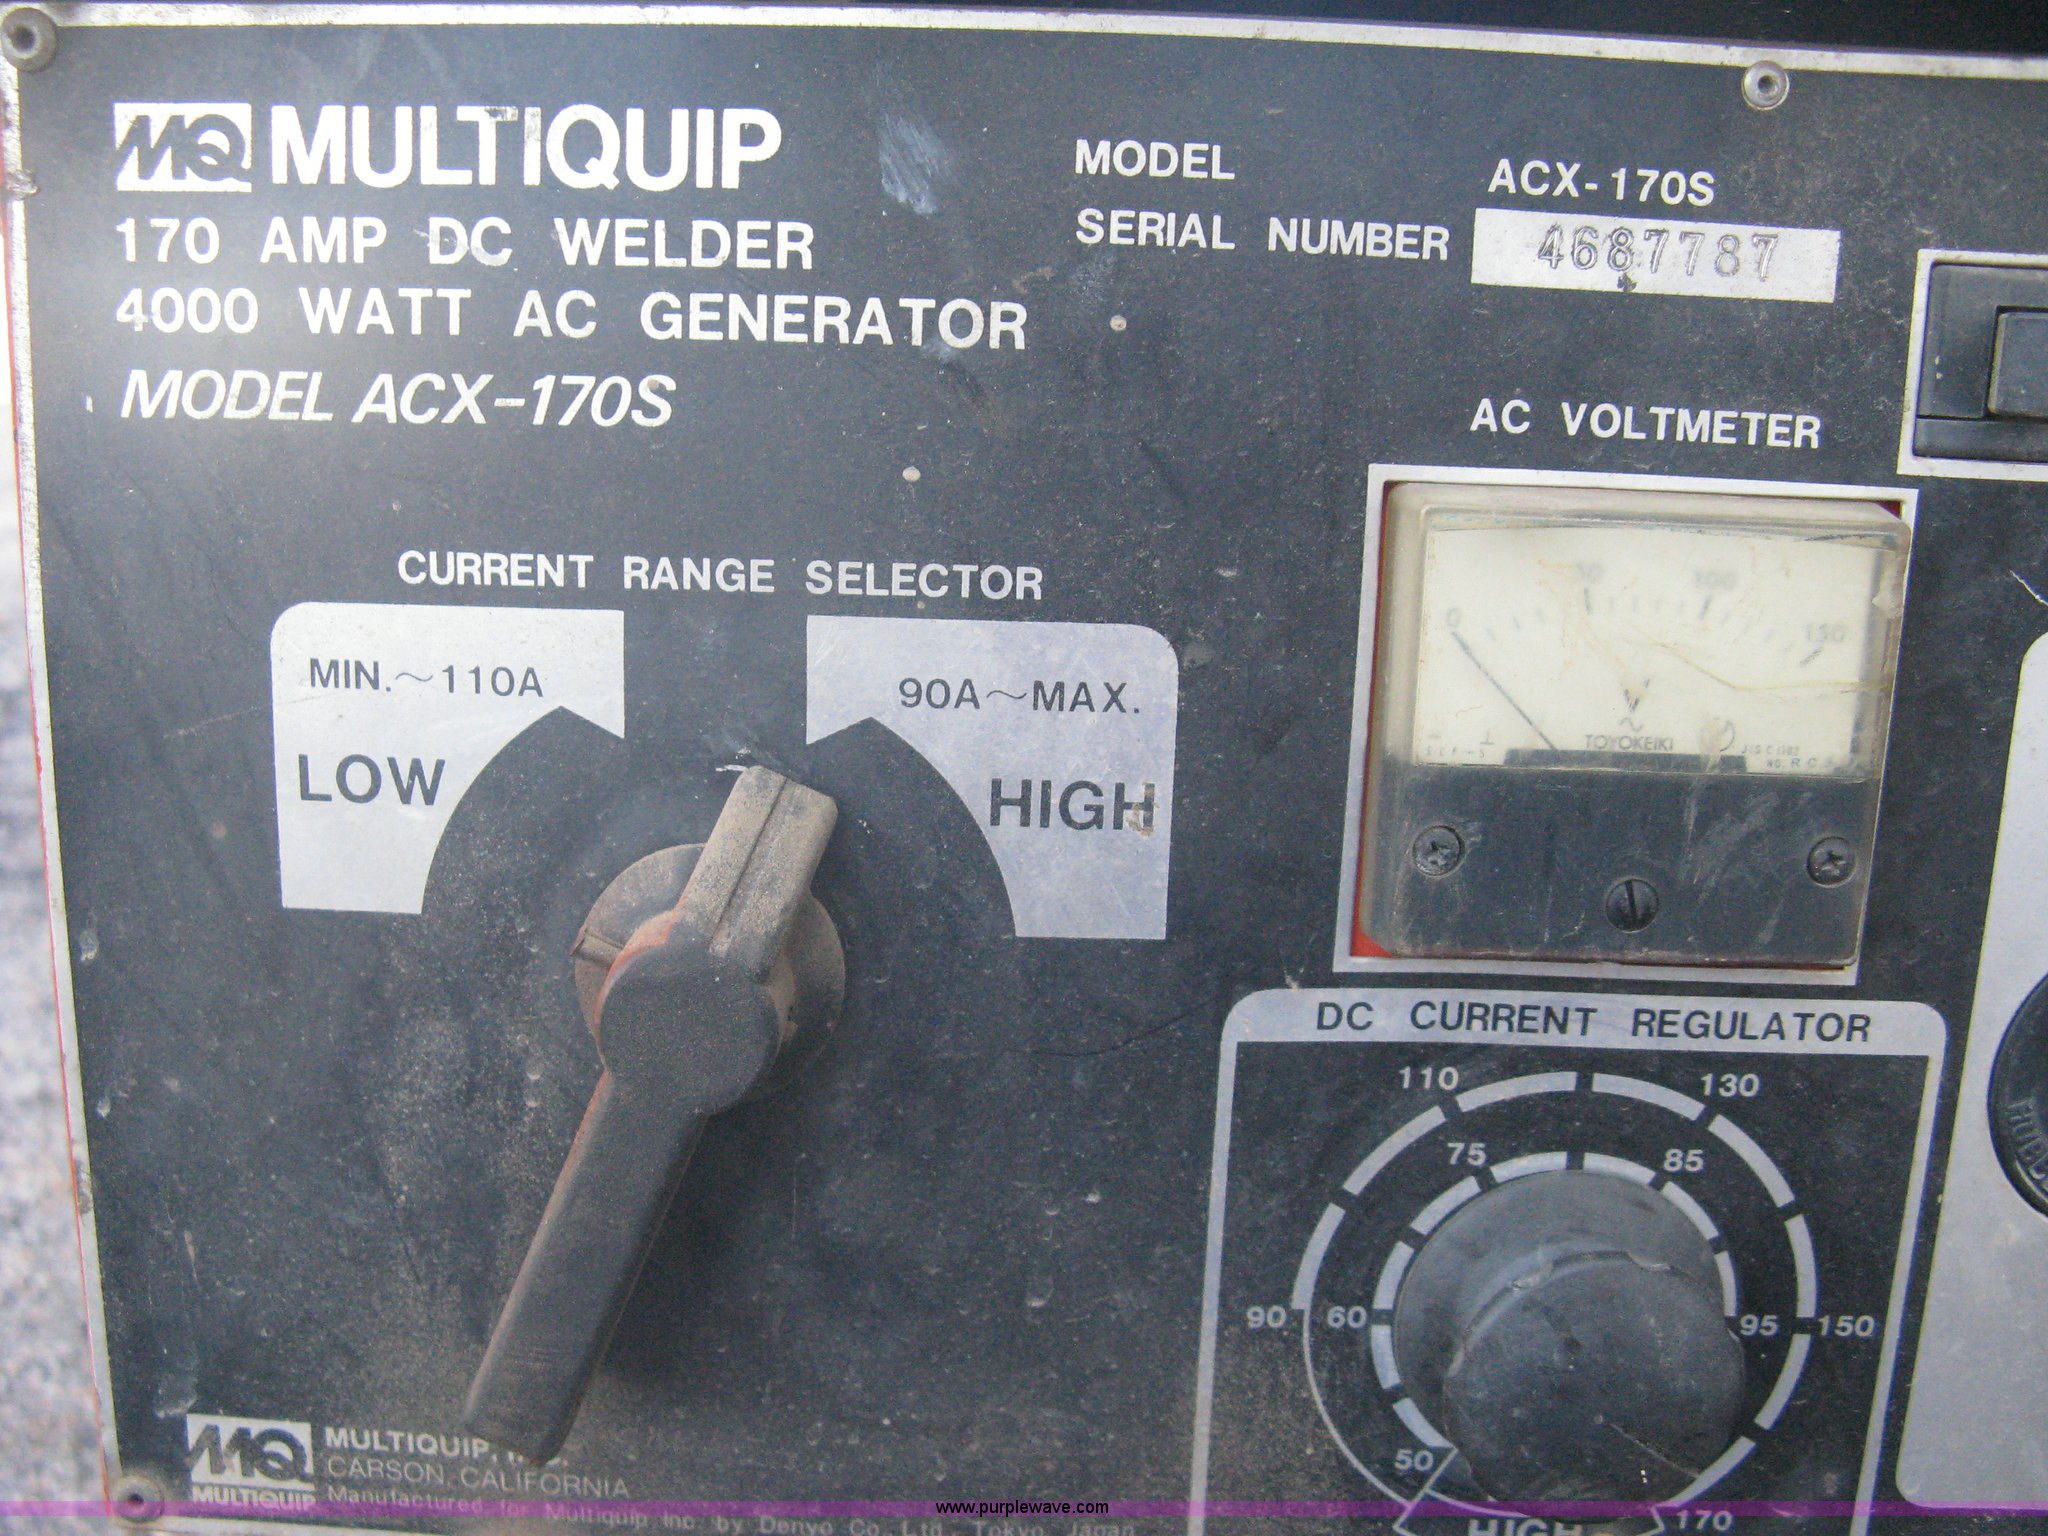 MQ MULTIQUIP
170 AMP DC WELDER
4000 WATT AC GENERATOR
MODEL ACX-170S
MODEL ACX-170S
SERIAL NUMBER 4687787
AC VOLTMETER
0 50 100 150
V
~
TOYOKEIKI
CURRENT RANGE SELECTOR
MIN.~110A
LOW
90A~MAX.
HIGH
DC CURRENT REGULATOR
110 130
75 85
90 60 95 150
50
170
HIGH
MQ MULTIQUIP
MULTIQUIP,
CARSON, CALIFORNIA
Manufactured for Multiquip Inc. by Denyo Co. Ltd. Tokyo Japan
www.purplewave.com